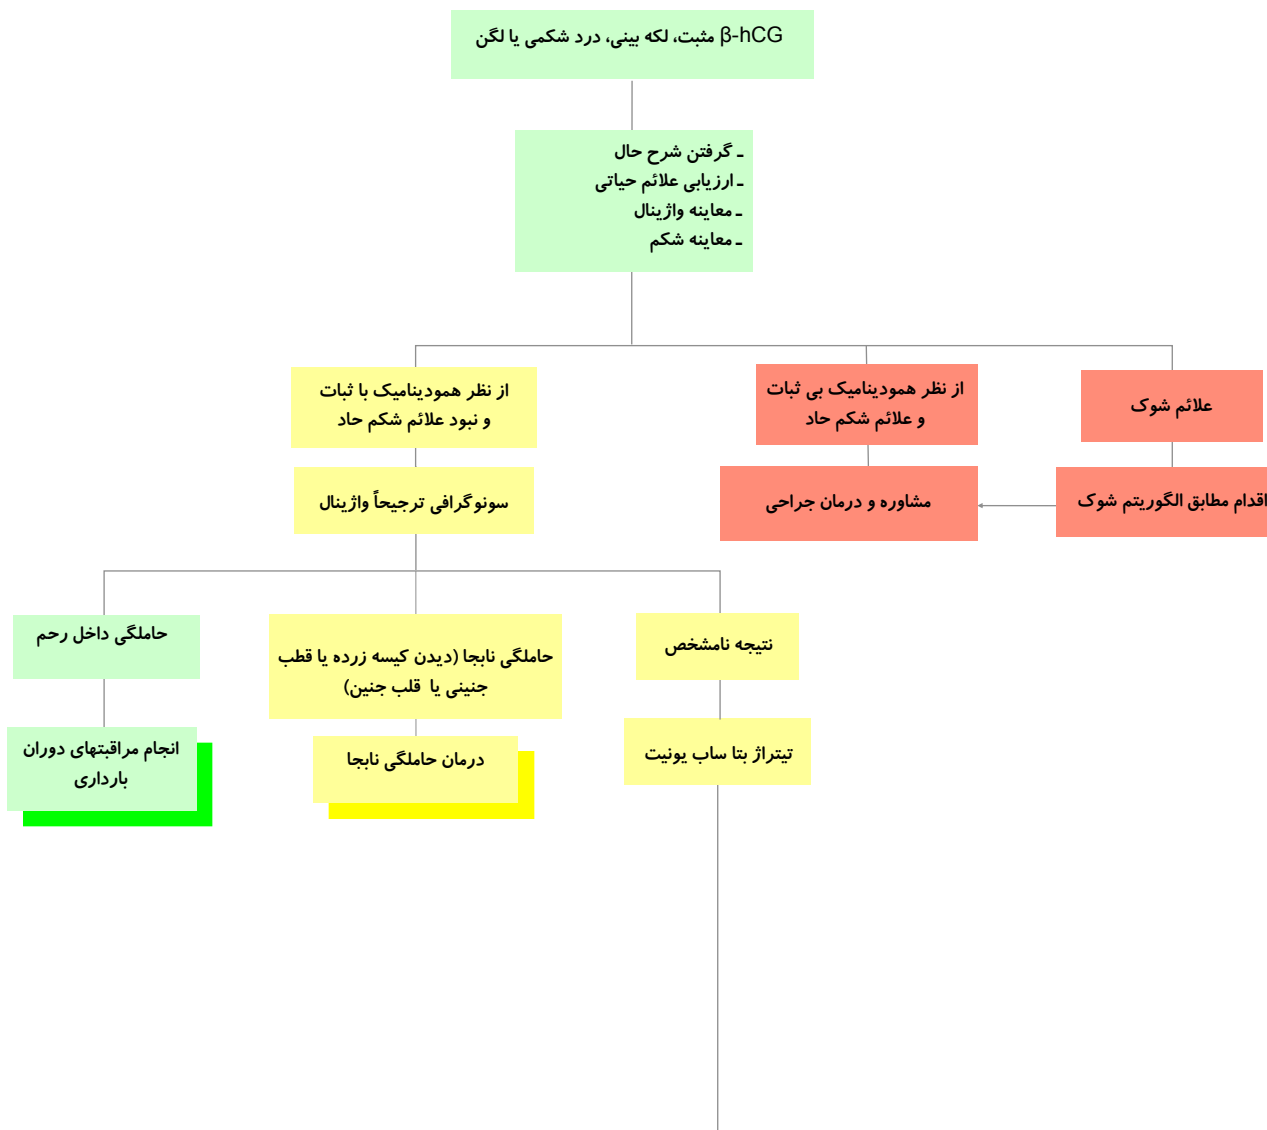 β-hCG مثبت، لکه بینی، درد شکمی یا لگن
ـ گرفتن شرح حال
ـ ارزیابی علائم حیاتی
ـ معاینه واژینال
ـ معاینه شکم
علائم شوک
از نظر همودینامیک بی ثبات
و علائم شکم حاد
از نظر همودینامیک با ثبات
و نبود علائم شکم حاد
اقدام مطابق الگوریتم شوک
مشاوره و درمان جراحی
سونوگرافی ترجیحاً واژینال
نتیجه نامشخص
حاملگی نابجا (دیدن کیسه زرده یا قطب
جنینی یا قلب جنین)
حاملگی داخل رحم
تیتراژ بتا ساب یونیت
درمان حاملگی نابجا
انجام مراقبتهای دوران
بارداری